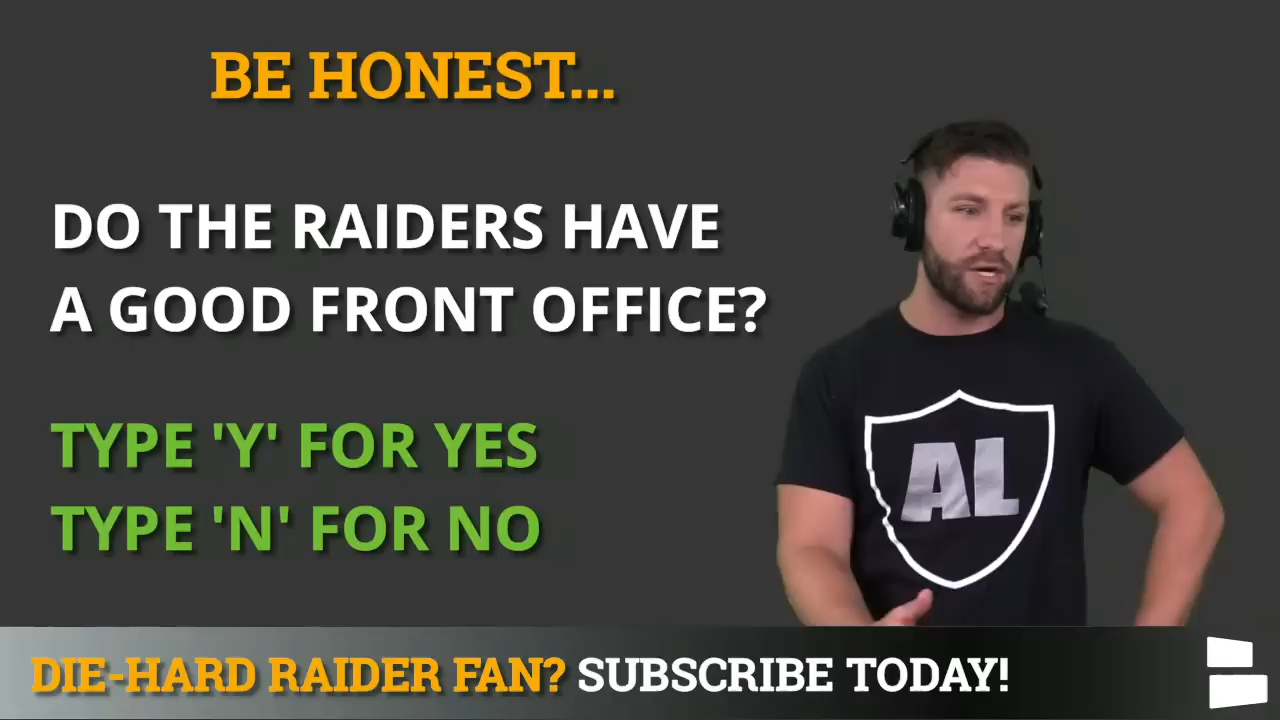 BE HONEST...
DO THE RAIDERS HAVE
A GOOD FRONT OFFICE?
TYPE 'Y' FOR YES
TYPE 'N' FOR NO
AL
DIE-HARD RAIDER FAN? SUBSCRIBE TODAY!